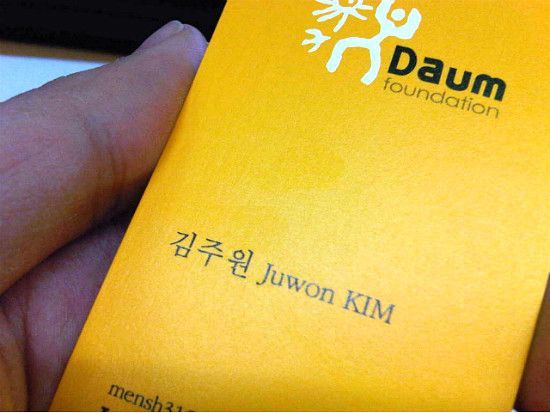 Daum
foundation
김주원 Juwon KIM